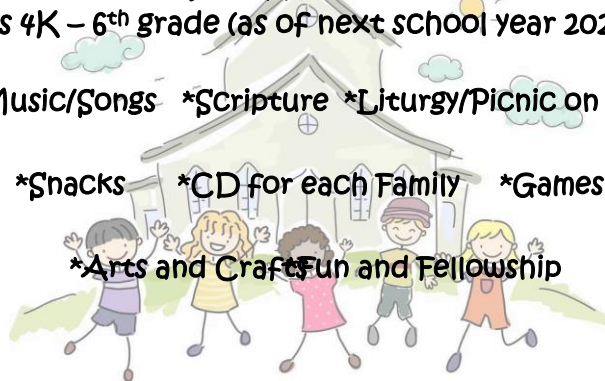 s 4K – 6th grade (as of next school year 202
Music/Songs *Scripture *Liturgy/Picnic on
*Snacks *CD for each Family *Games
*Arts and Crafts *Fun and Fellowship